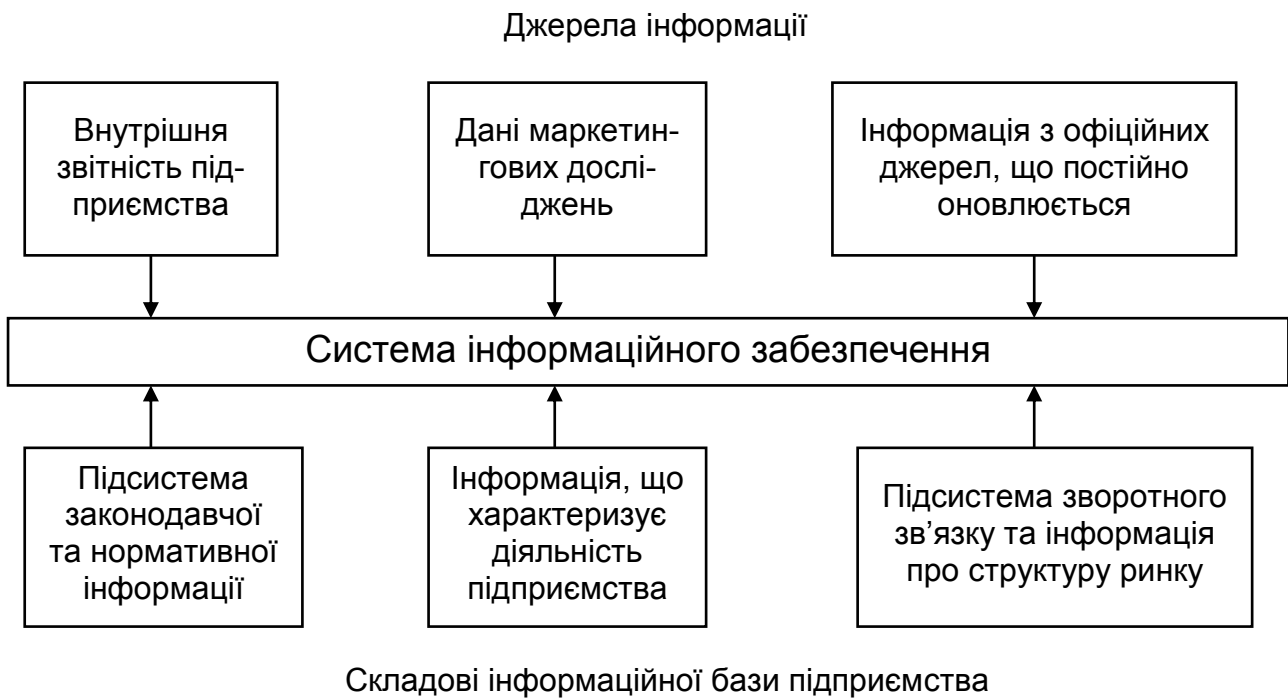 Джерела інформації
Внутрішня
звітність під-
приємства
Дані маркетин-
гових дослі-
джень
Інформація з офіційних
джерел, що постійно
оновлюється
Система інформаційного забезпечення
Підсистема
законодавчої
та нормативної
інформації
Інформація, що
характеризує
діяльність
підприємства
Підсистема зворотного
зв’язку та інформація
про структуру ринку
Складові інформаційної бази підприємства